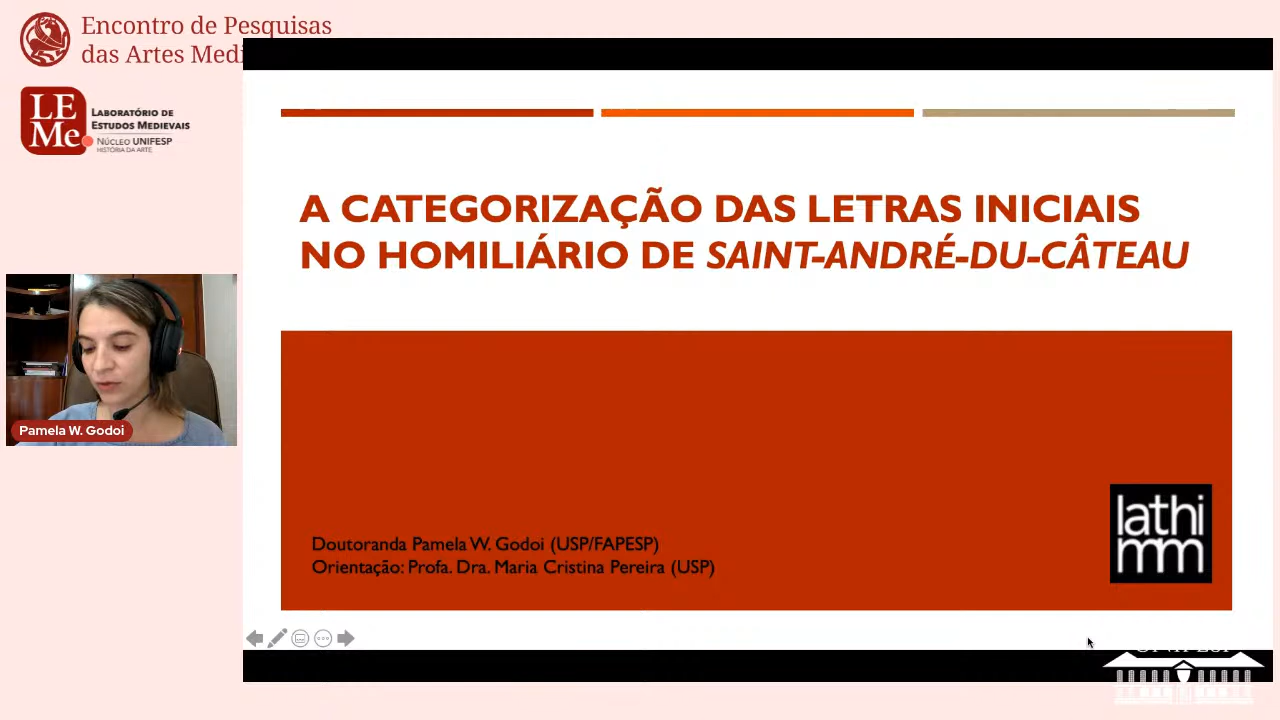 Encontro de Pesquisas
das Artes Medi
LE
Me
LABORATÓRIO DE
ESTUDOS MEDIEVAIS
NÚCLEO UNIFESP
HISTÓRIA DA ARTE
A CATEGORIZAÇÃO DAS LETRAS INICIAIS
NO HOMILIÁRIO DE SAINT-ANDRÉ-DU-CÂTEAU
Pamela W. Godoi
Doutoranda Pamela W. Godoi (USP/FAPESP)
Orientação: Profa. Dra. Maria Cristina Pereira (USP)
lathi
mm
UNIFESP